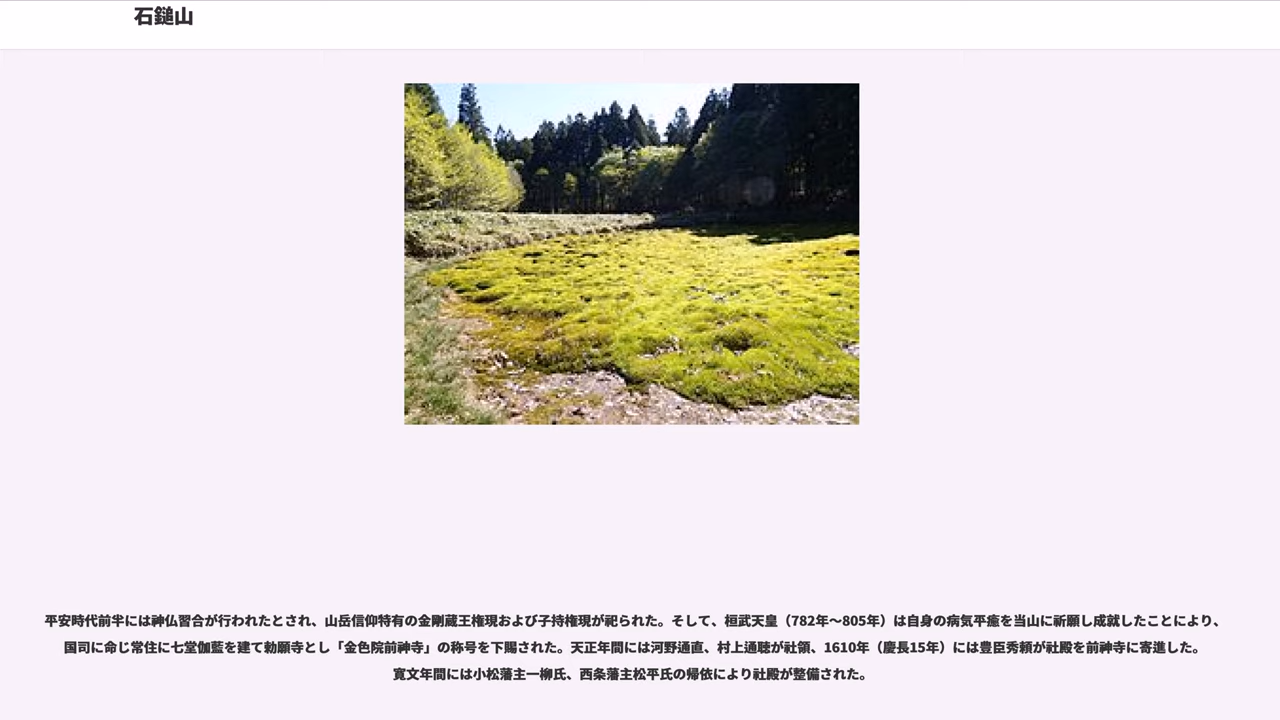 石鎚山
平安時代前半には神仏習合が行われたとされ、山岳信仰特有の金剛蔵王権現および子持権現が祀られた。そして、桓武天皇（782年〜805年）は自身の病気平癒を当山に祈願し成就したことにより、
国司に命じ常住に七堂伽藍を建て勅願寺とし「金色院前神寺」の称号を下賜された。天正年間には河野通直、村上通聴が社領、1610年（慶長15年）には豊臣秀頼が社殿を前神寺に寄進した。
寛文年間には小松藩主一柳氏、西条藩主松平氏の帰依により社殿が整備された。